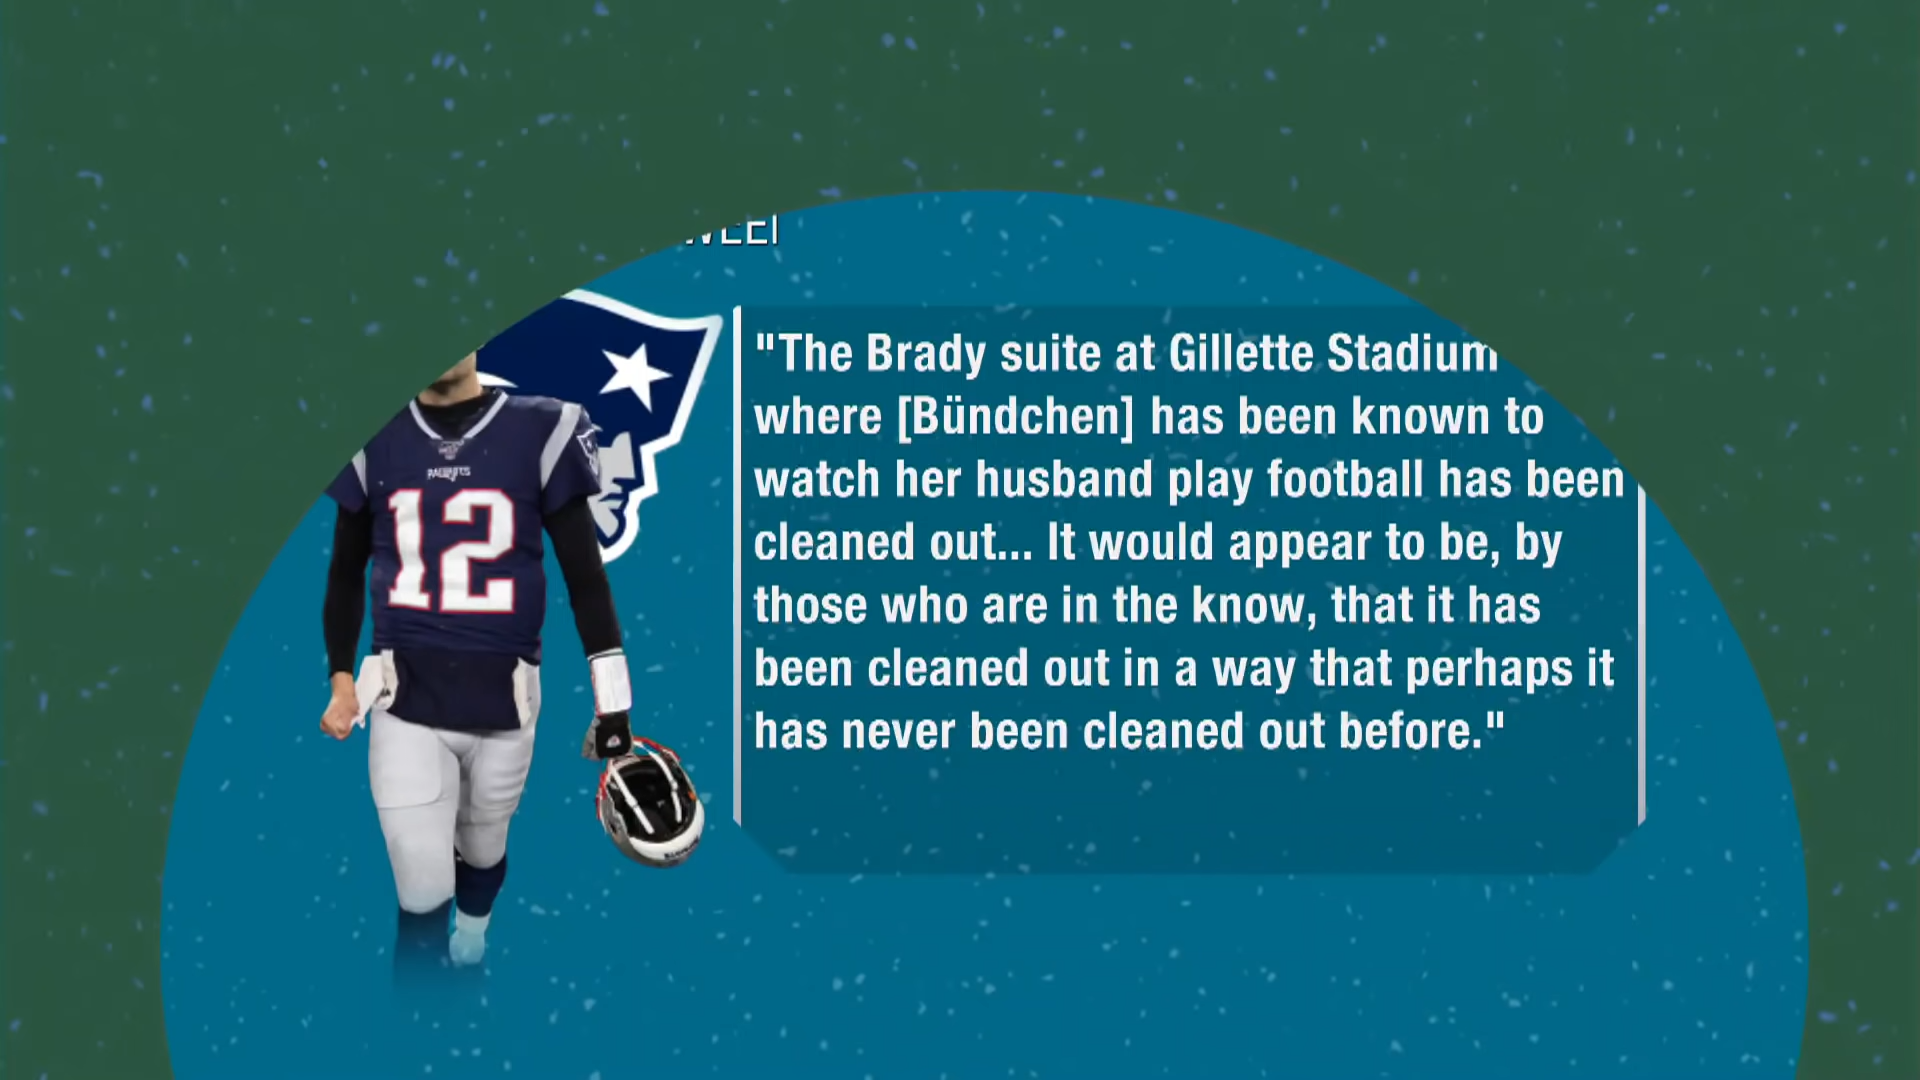 "The Brady suite at Gillette Stadium
where [Bündchen] has been known to
watch her husband play football has been
cleaned out... It would appear to be, by
those who are in the know, that it has
been cleaned out in a way that perhaps it
has never been cleaned out before."
PATRIOTS
12